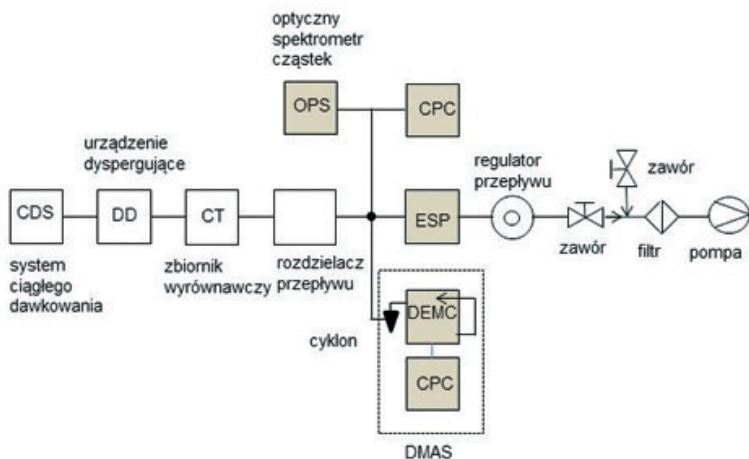 optyczny
spektrometr
cząstek
OPS
CPC
urządzenie
dyspergujące
regulator
przepływu
zawór
CDS
DD
CT
ESP
system
ciągłego
dawkowania
zbiornik
wyrównawczy
rozdzielacz
przepływu
zawór
filtr
pompa
cyklon
DEMC
CPC
DMAS